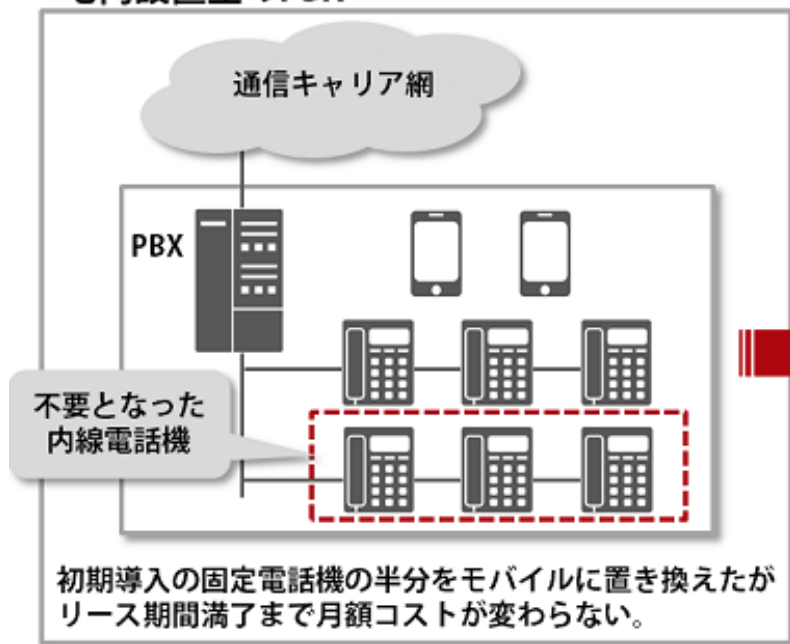 通信キャリア網
PBX
不要となった
内線電話機
初期導入の固定電話機の半分をモバイルに置き換えたが
リース期間満了まで月額コストが変わらない。